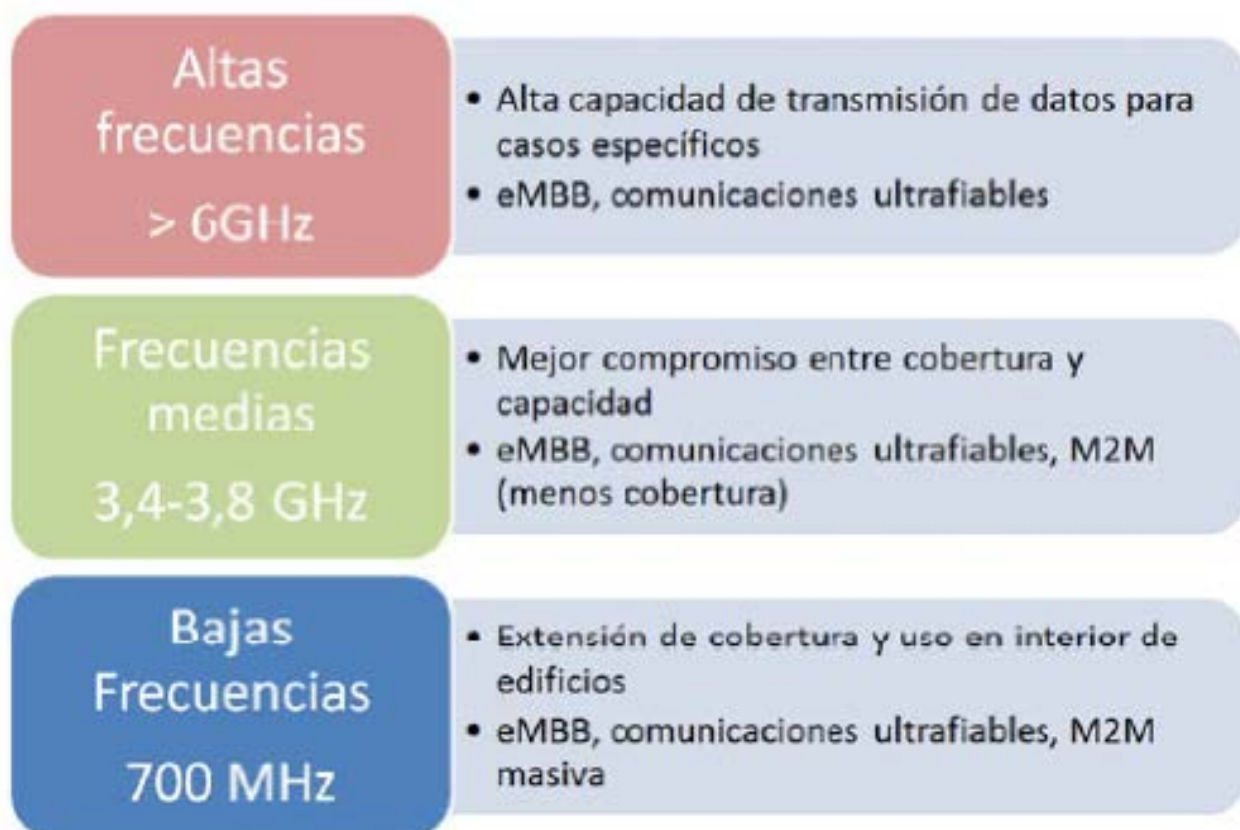 Altas
frecuencias
> 6GHz
• Alta capacidad de transmisión de datos para
casos específicos
• eMBB, comunicaciones ultrafiables
Frecuencias
medias
3,4-3,8 GHz
• Mejor compromiso entre cobertura y
capacidad
• eMBB, comunicaciones ultrafiables, M2M
(menos cobertura)
Bajas
Frecuencias
700 MHz
• Extensión de cobertura y uso en interior de
edificios
• eMBB, comunicaciones ultrafiables, M2M
masiva